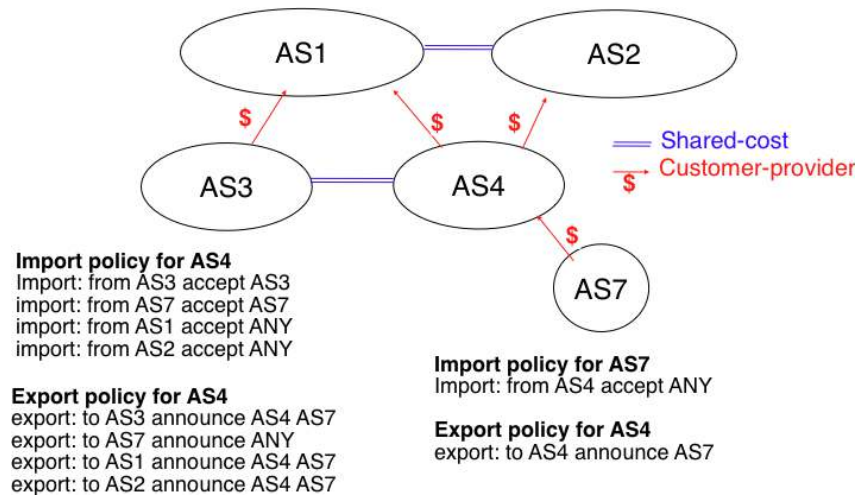 AS1
AS2
$
$
$
Shared-cost
Customer-provider
$
AS3
AS4
$
AS7
Import policy for AS4
Import: from AS3 accept AS3
import: from AS7 accept AS7
import: from AS1 accept ANY
import: from AS2 accept ANY
Export policy for AS4
export: to AS3 announce AS4 AS7
export: to AS7 announce ANY
export: to AS1 announce AS4 AS7
export: to AS2 announce AS4 AS7
Import policy for AS7
Import: from AS4 accept ANY
Export policy for AS4
export: to AS4 announce AS7